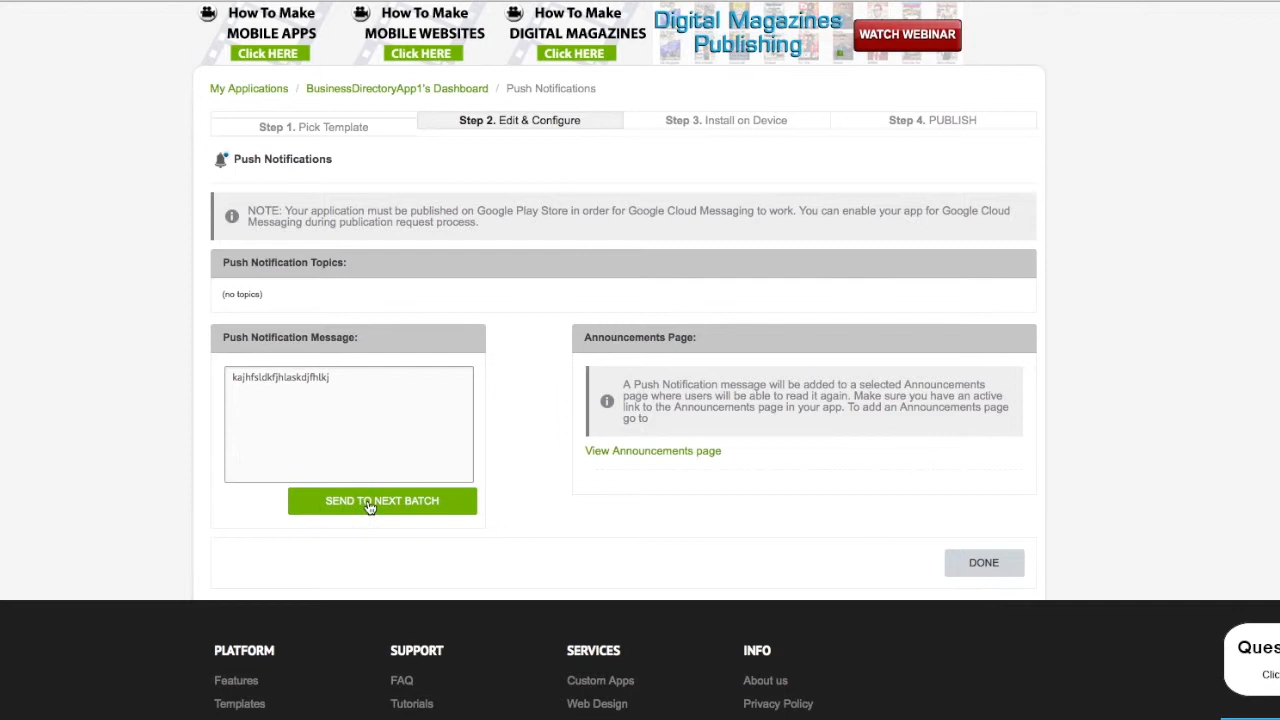 How To Make
MOBILE APPS
Click HERE
How To Make
MOBILE WEBSITES
Click HERE
How To Make
DIGITAL MAGAZINES
Click HERE
Digital Magazines
Publishing
WATCH WEBINAR
My Applications / BusinessDirectoryApp1's Dashboard / Push Notifications
Step 1. Pick Template
Step 2. Edit & Configure
Step 3. Install on Device
Step 4. PUBLISH
Push Notifications
NOTE: Your application must be published on Google Play Store in order for Google Cloud Messaging to work. You can enable your app for Google Cloud
Messaging during publication request process.
Push Notification Topics:
(no topics)
Push Notification Message:
kajhfsldkfjhlaskdjfhlkj
SEND TO NEXT BATCH
Announcements Page:
A Push Notification message will be added to a selected Announcements
page where users will be able to read it again. Make sure you have an active
link to the Announcements page in your app. To add an Announcements page
go to
View Announcements page
DONE
PLATFORM
Features
Templates
SUPPORT
FAQ
Tutorials
SERVICES
Custom Apps
Web Design
INFO
About us
Privacy Policy
Ques
Clic